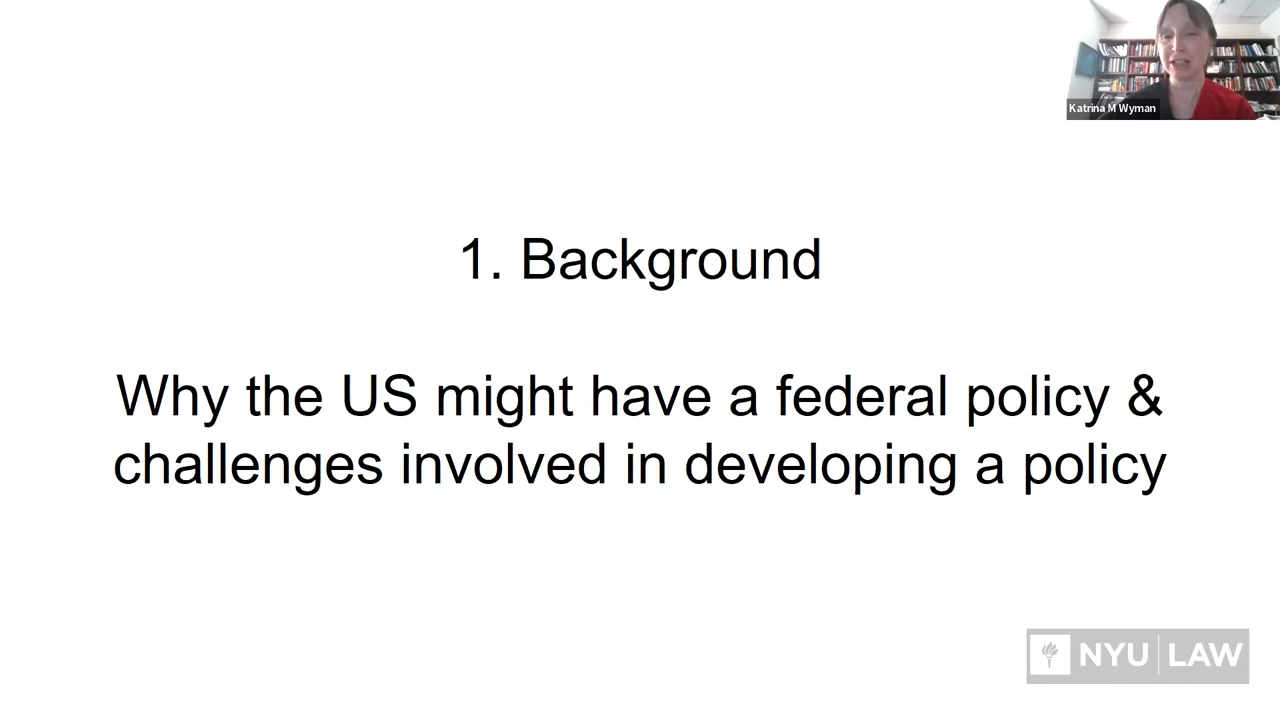 Katrina M Wyman
1. Background
Why the US might have a federal policy &
challenges involved in developing a policy
NYU LAW